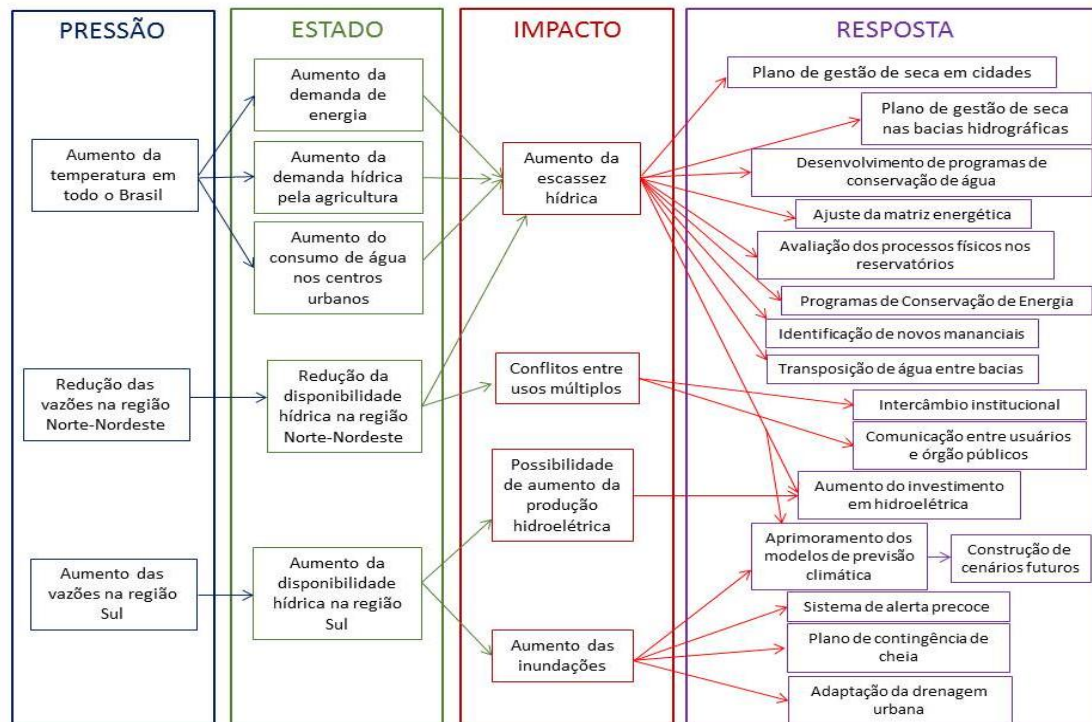 PRESSÃO
Aumento da
temperatura em
todo o Brasil
Redução das
vazões na região
Norte-Nordeste
Aumento das
vazões na região
Sul
ESTADO
Aumento da
demanda de
energia
Aumento da
demanda hídrica
pela agricultura
Aumento do
consumo de água
nos centros
urbanos
Redução da
disponibilidade
hídrica na região
Norte-Nordeste
Aumento da
disponibilidade
hídrica na região
Sul
IMPACTO
Aumento da
escassez
hídrica
Conflitos entre
usos múltiplos
Possibilidade
de aumento da
produção
hidroelétrica
Aumento das
inundações
RESPOSTA
Plano de gestão de seca em cidades
Plano de gestão de seca
nas bacias hidrográficas
Desenvolvimento de programas de
conservação de água
Ajuste da matriz energética
Avaliação dos processos físicos nos
reservatórios
Programas de Conservação de Energia
Identificação de novos mananciais
Transposição de água entre bacias
Intercâmbio institucional
Comunicação entre usuários
e órgão públicos
Aumento do investimento
em hidroelétrica
Aprimoramento dos
modelos de previsão
climática
Construção de
cenários futuros
Sistema de alerta precoce
Plano de contingência de
cheia
Adaptação da drenagem
urbana